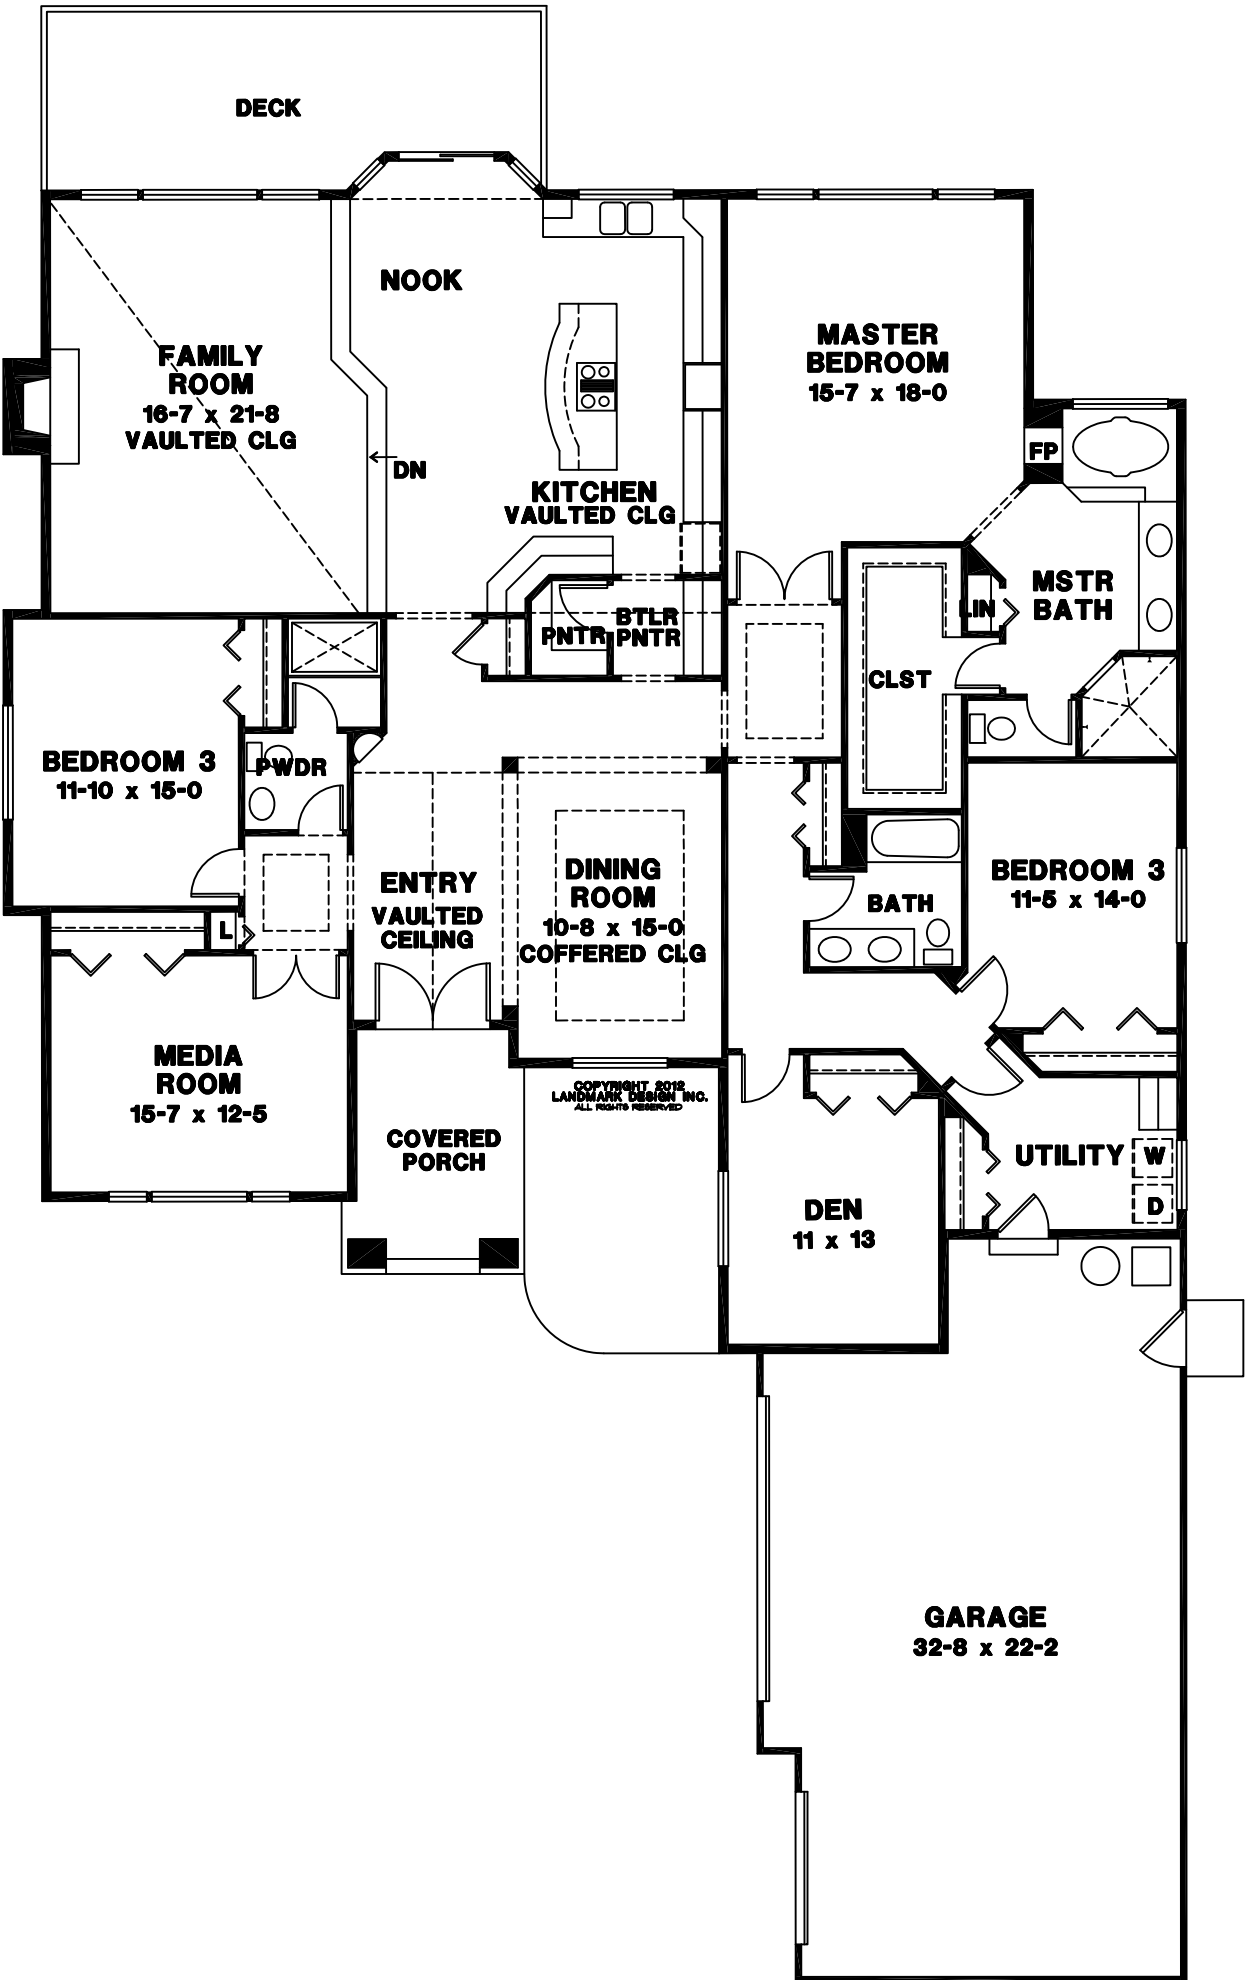 DECK
NOOK
FAMILY
ROOM
16-7 x 21-8
VAULTED CLG
DN
MASTER
BEDROOM
15-7 x 18-0
FP
KITCHEN
VAULTED CLG
MSTR
BATH
LIN
PNTR
BTLR
PNTR
CLST
BEDROOM 3
11-10 x 15-0
PWDR
ENTRY
VAULTED
CEILING
DINING
ROOM
10-8 x 15-0
COFFERED CLG
BATH
BEDROOM 3
11-5 x 14-0
L
MEDIA
ROOM
15-7 x 12-5
COPYRIGHT 2012
LANDMARK DESIGN INC.
ALL RIGHTS RESERVED
COVERED
PORCH
UTILITY
W
D
DEN
11 x 13
GARAGE
32-8 x 22-2